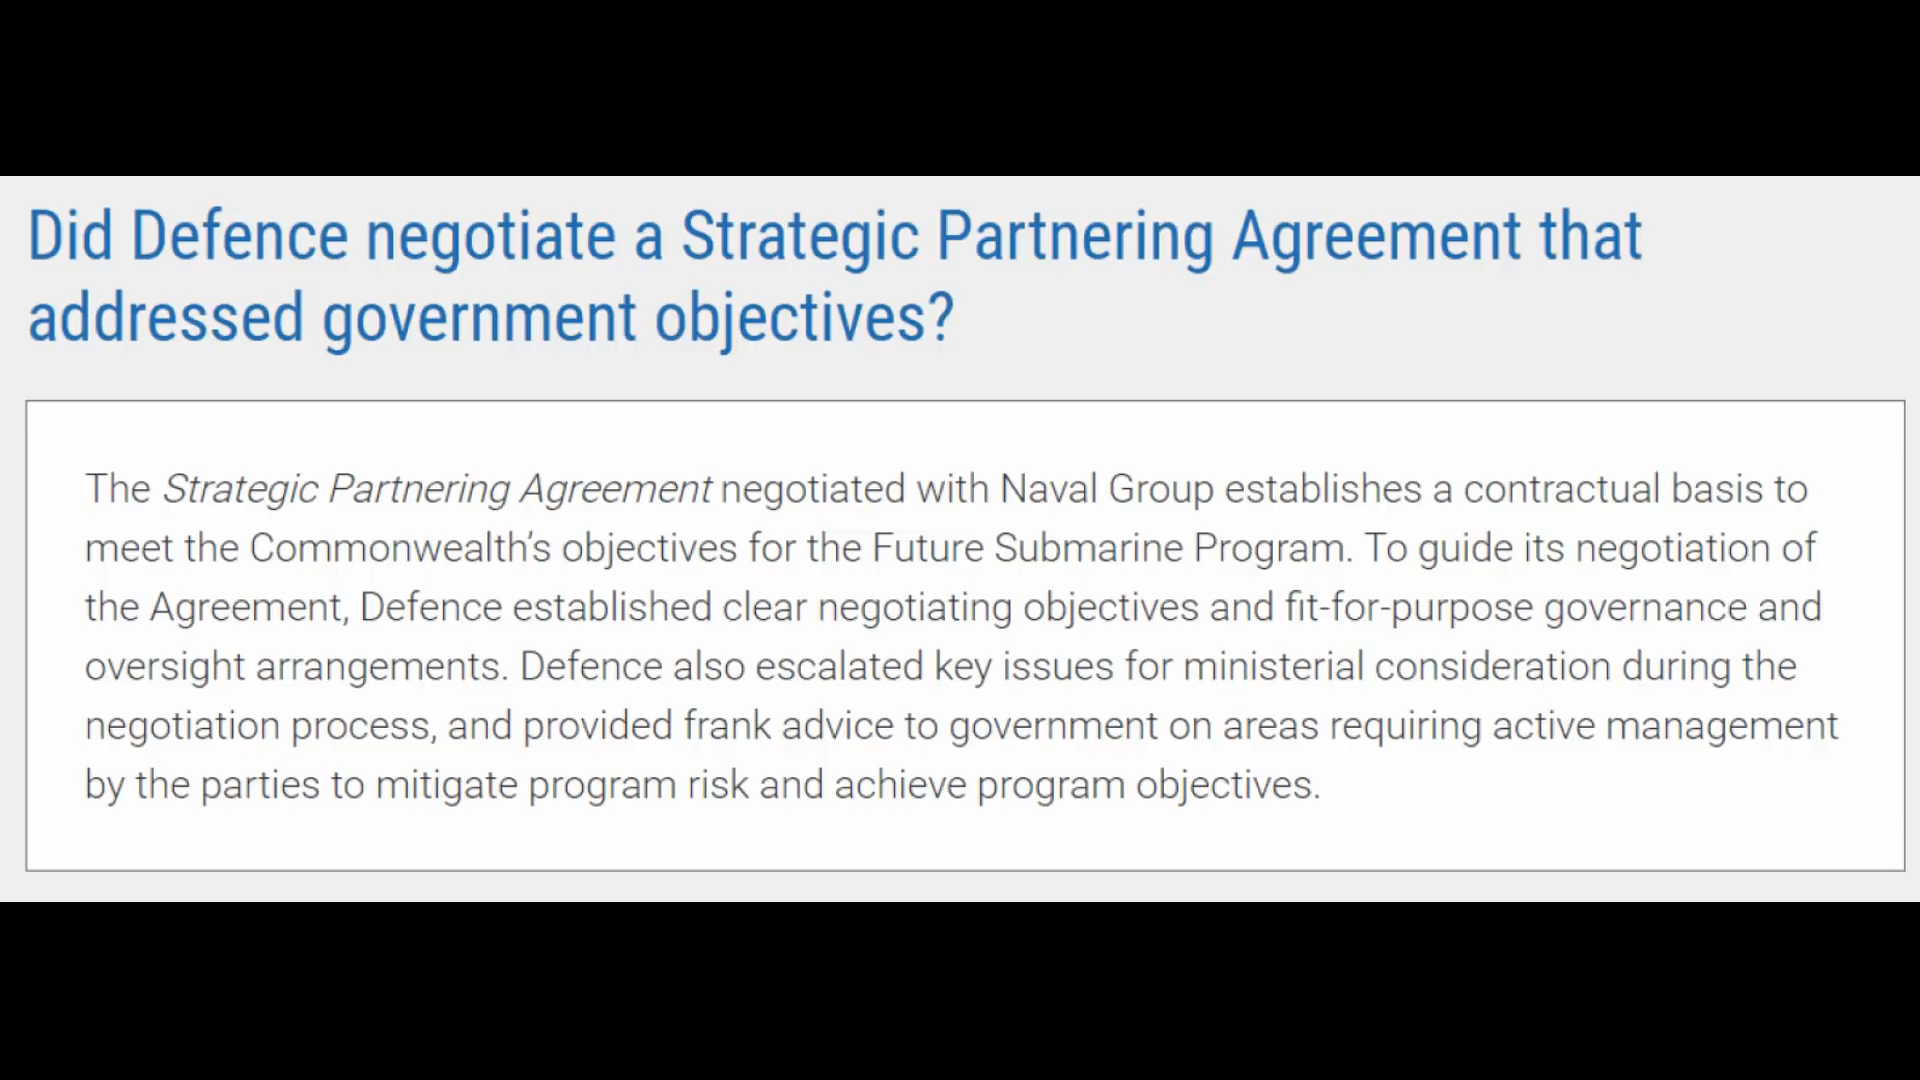 Did Defence negotiate a Strategic Partnering Agreement that
addressed government objectives?
The Strategic Partnering Agreement negotiated with Naval Group establishes a contractual basis to
meet the Commonwealth’s objectives for the Future Submarine Program. To guide its negotiation of
the Agreement, Defence established clear negotiating objectives and fit-for-purpose governance and
oversight arrangements. Defence also escalated key issues for ministerial consideration during the
negotiation process, and provided frank advice to government on areas requiring active management
by the parties to mitigate program risk and achieve program objectives.